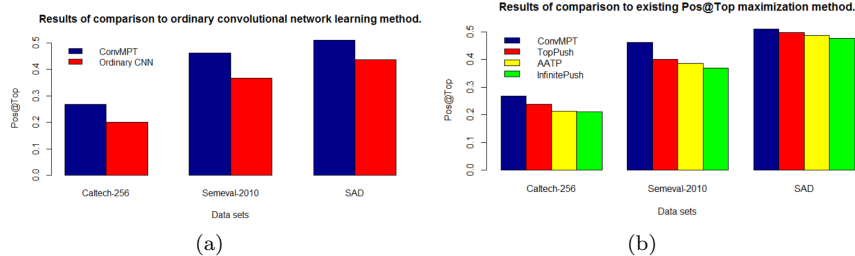 Results of comparison to ordinary convolutional network learning method.
ConvMPT
Ordinary CNN
Pos@Top
0.5
0.4
0.3
0.2
0.1
0.0
Caltech-256 Semeval-2010 SAD
Data sets
(a)
Results of comparison to existing Pos@Top maximization method.
ConvMPT
TopPush
AATP
InfinitePush
Pos@Top
0.5
0.4
0.3
0.2
0.1
0.0
Caltech-256 Semeval-2010 SAD
Data sets
(b)